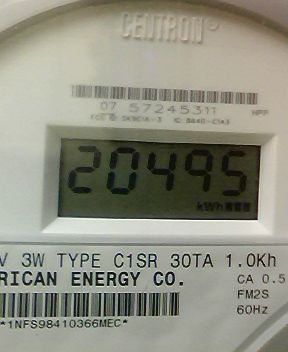 CENTRON®
07 57245311
HPF
20495
kWh
V 3W TYPE C1SR 30TA 1.0Kh
RICAN ENERGY CO.
CA 0.5
FM2S
60Hz
*1NFS98410366MEC*